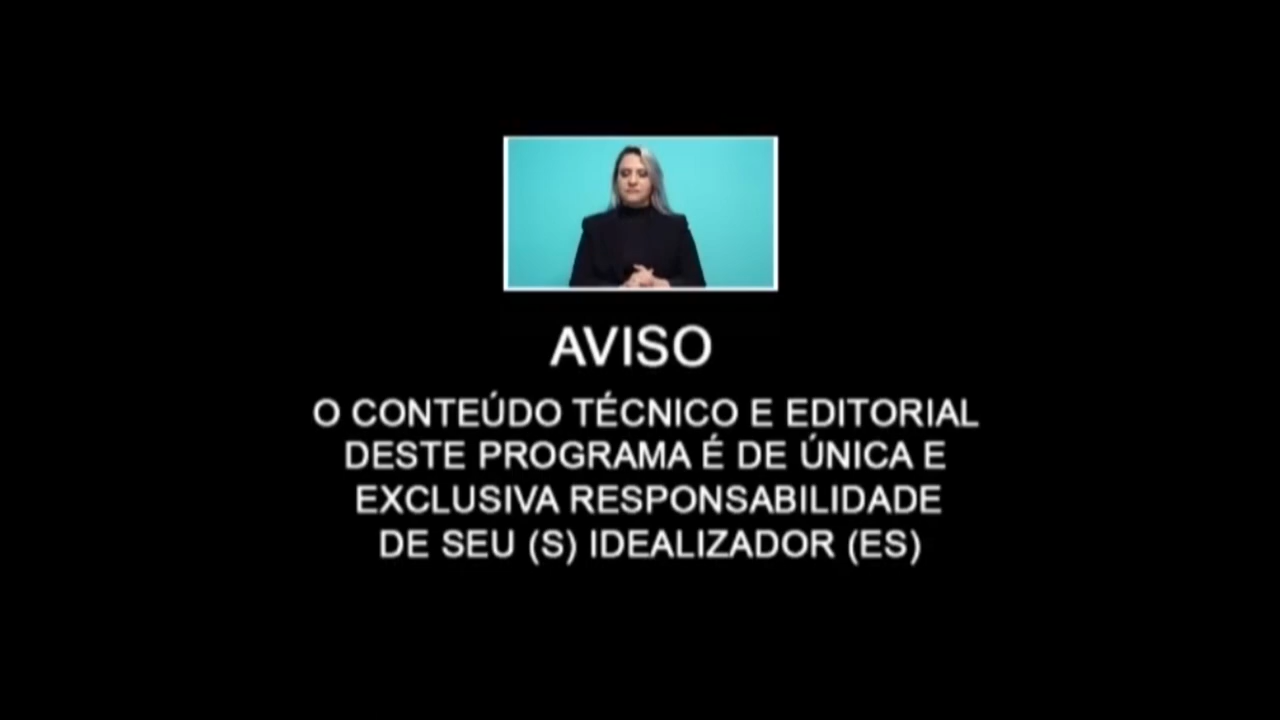 AVISO
O CONTEÚDO TÉCNICO E EDITORIAL
DESTE PROGRAMA É DE ÚNICA E
EXCLUSIVA RESPONSABILIDADE
DE SEU (S) IDEALIZADOR (ES)